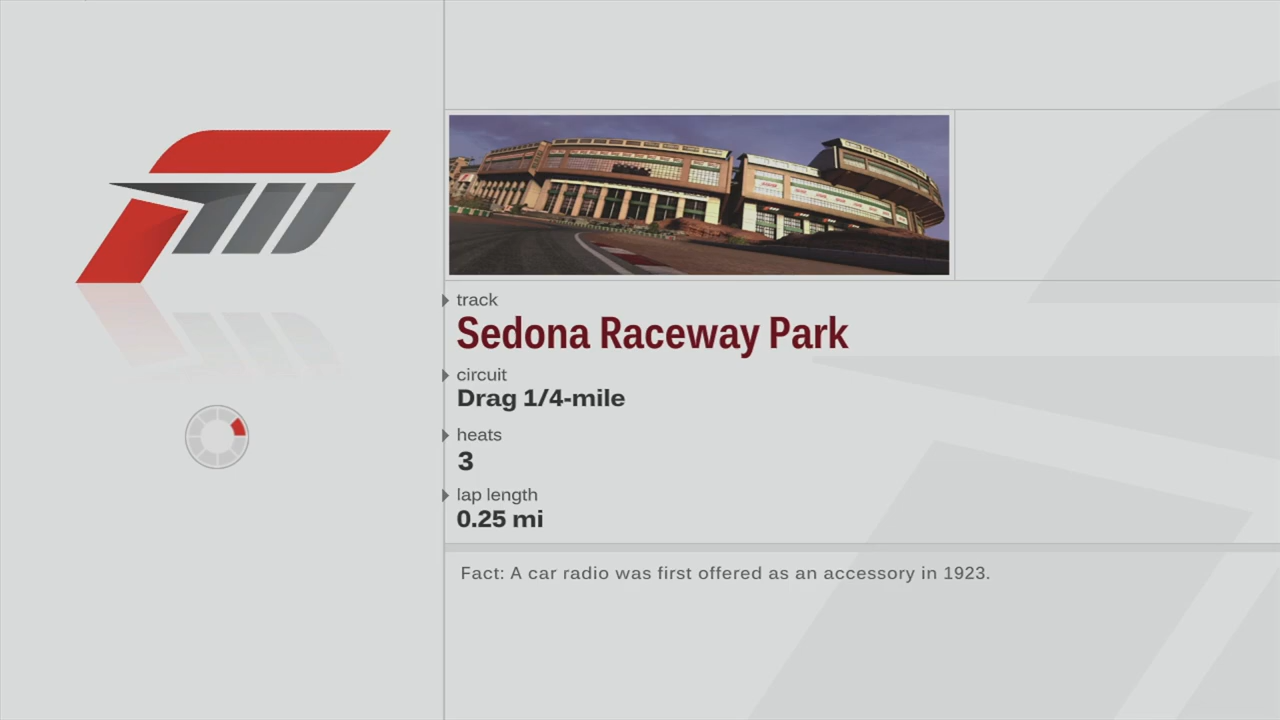 track
Sedona Raceway Park
circuit
Drag 1/4-mile
heats
3
lap length
0.25 mi
Fact: A car radio was first offered as an accessory in 1923.